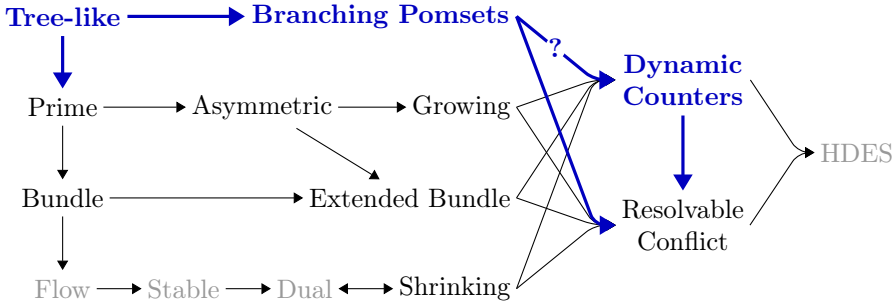 Tree-like
Branching Pomsets
?
Dynamic
Counters
Prime
Asymmetric
Growing
HDES
Bundle
Extended Bundle
Resolvable
Conflict
Flow
Stable
Dual
Shrinking